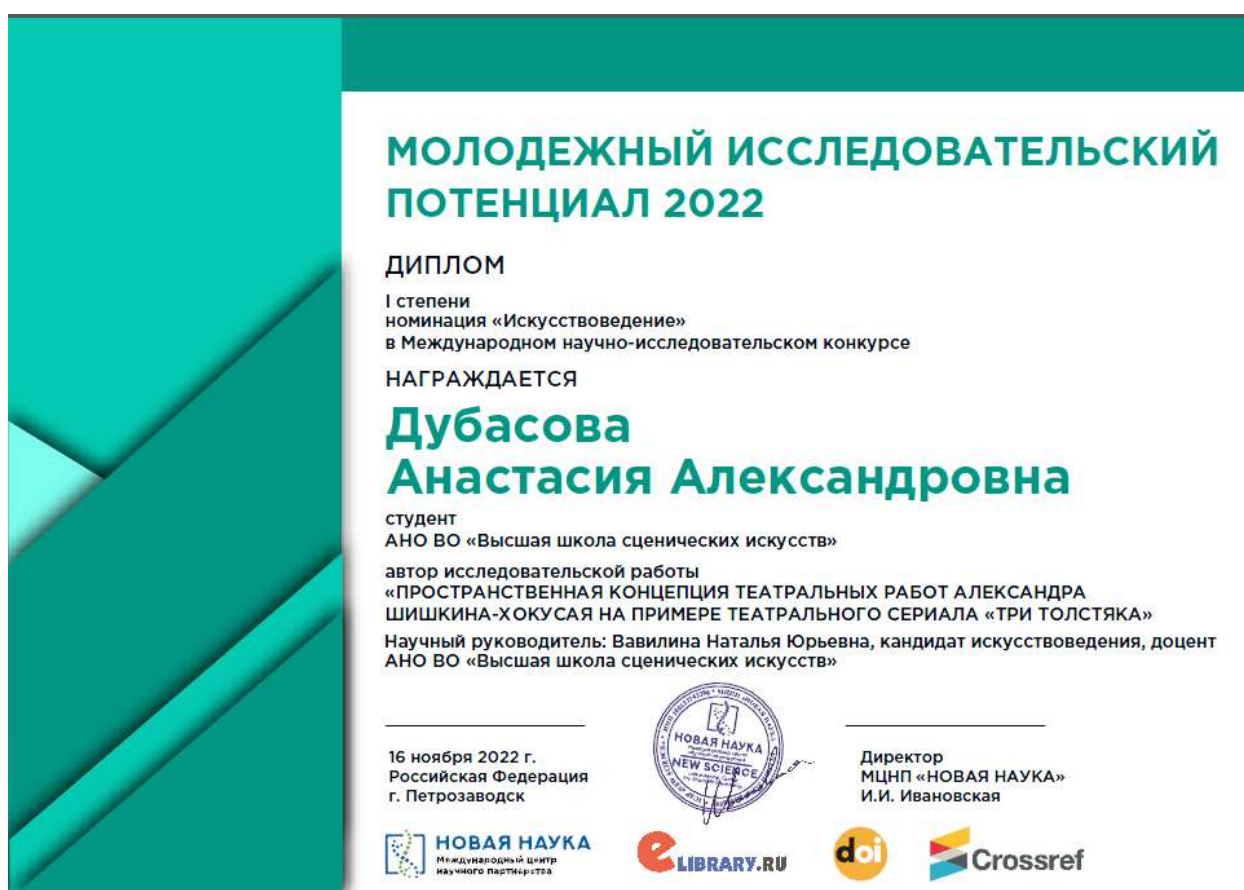 МОЛОДЕЖНЫЙ ИССЛЕДОВАТЕЛЬСКИЙ
ПОТЕНЦИАЛ 2022
ДИПЛОМ
I степени
номинация «Искусствоведение»
в Международном научно-исследовательском конкурсе
НАГРАЖДАЕТСЯ
Дубасова
Анастасия Александровна
студент
АНО ВО «Высшая школа сценических искусств»
автор исследовательской работы
«ПРОСТРАНСТВЕННАЯ КОНЦЕПЦИЯ ТЕАТРАЛЬНЫХ РАБОТ АЛЕКСАНДРА
ШИШКИНА-ХОКУСАЯ НА ПРИМЕРЕ ТЕАТРАЛЬНОГО СЕРИАЛА «ТРИ ТОЛСТЯКА»
Научный руководитель: Вавилина Наталья Юрьевна, кандидат искусствоведения, доцент
АНО ВО «Высшая школа сценических искусств»
16 ноября 2022 г.
Российская Федерация
г. Петрозаводск
НОВАЯ НАУКА
NEW SCIENCE
Директор
МЦНП «НОВАЯ НАУКА»
И.И. Ивановская
НОВАЯ НАУКА
Международный центр
научного партнерства
eLIBRARY.RU
doi
Crossref